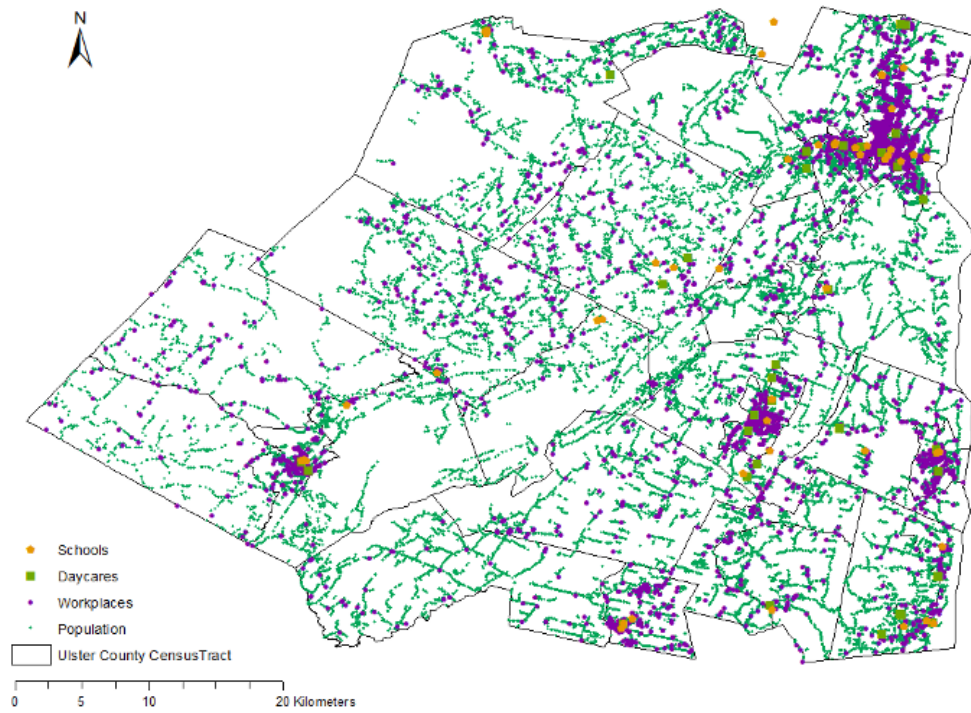 N
Schools
Daycares
Workplaces
Population
Ulster County CensusTract
0 5 10 20 Kilometers